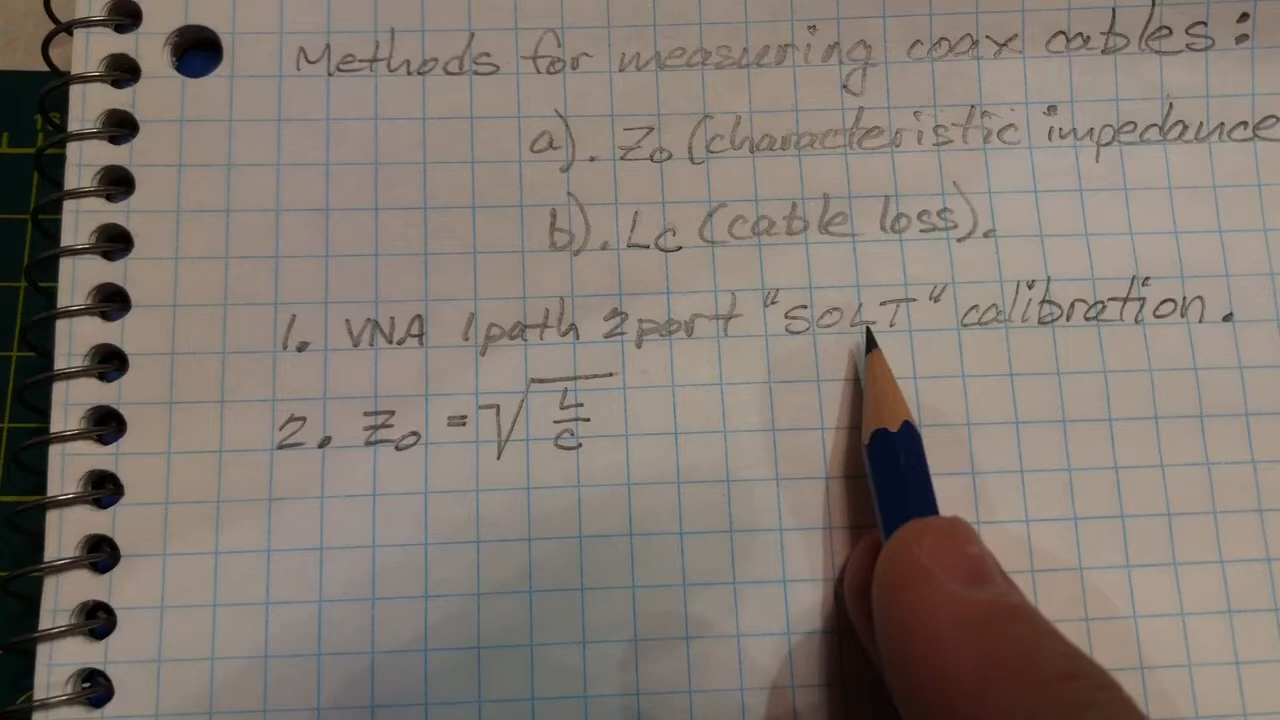 Methods for measuring coax cables:
a). Zo (characteristic impedance
b). Lc (cable loss).
1. VNA 1path 2port "SOLT" calibration.
2. Zo = √L/C